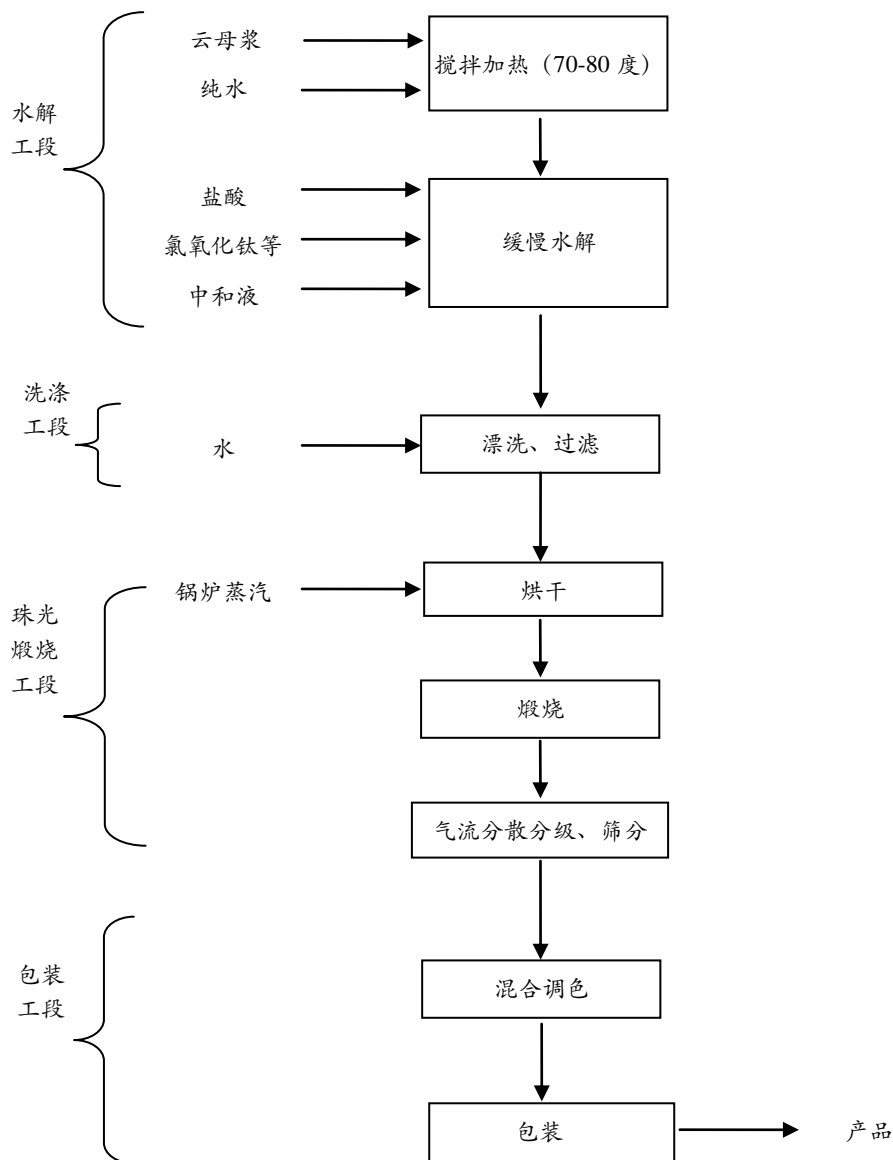 云母浆
搅拌加热（70-80 度）
纯水
水解
工段
盐酸
氯氧化钛等
缓慢水解
中和液
洗涤
工段
水
漂洗、过滤
锅炉蒸汽
烘干
珠光
煅烧
工段
煅烧
气流分散分级、筛分
包装
工段
混合调色
包装
产品